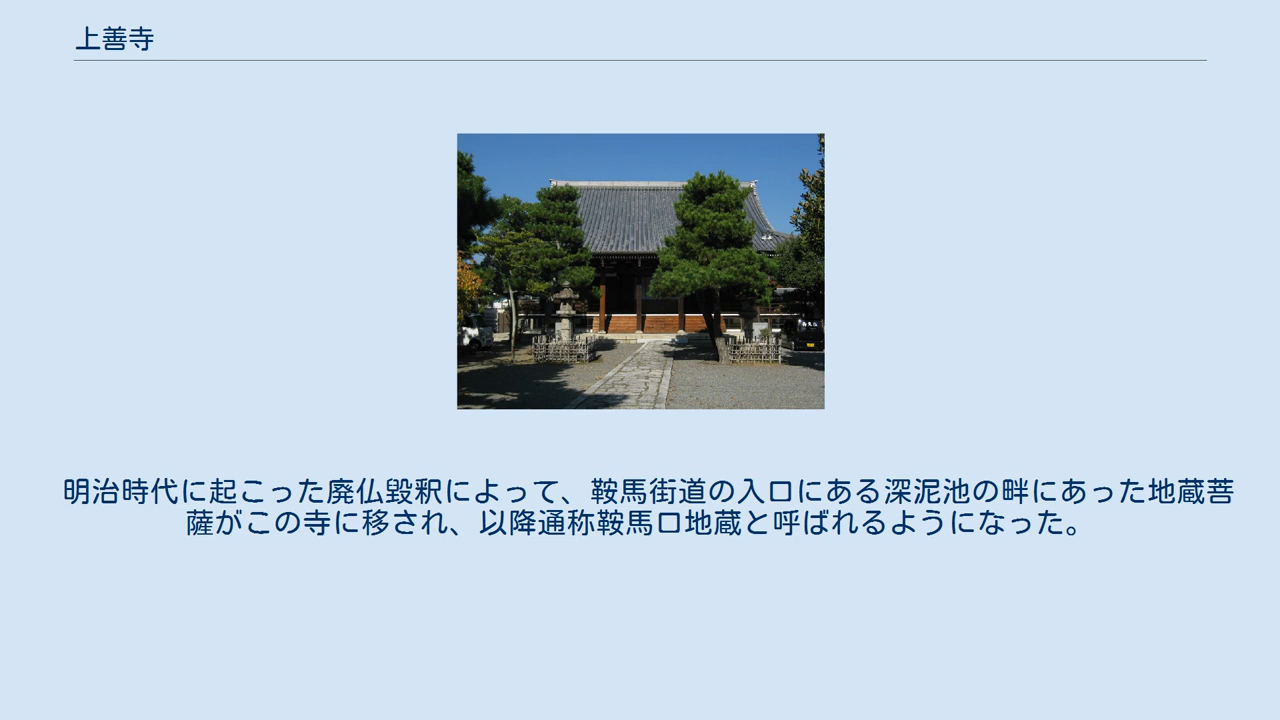 上善寺
明治時代に起こった廃仏毀釈によって、鞍馬街道の入口にある深泥池の畔にあった地蔵菩
薩がこの寺に移され、以降通称鞍馬口地蔵と呼ばれるようになった。